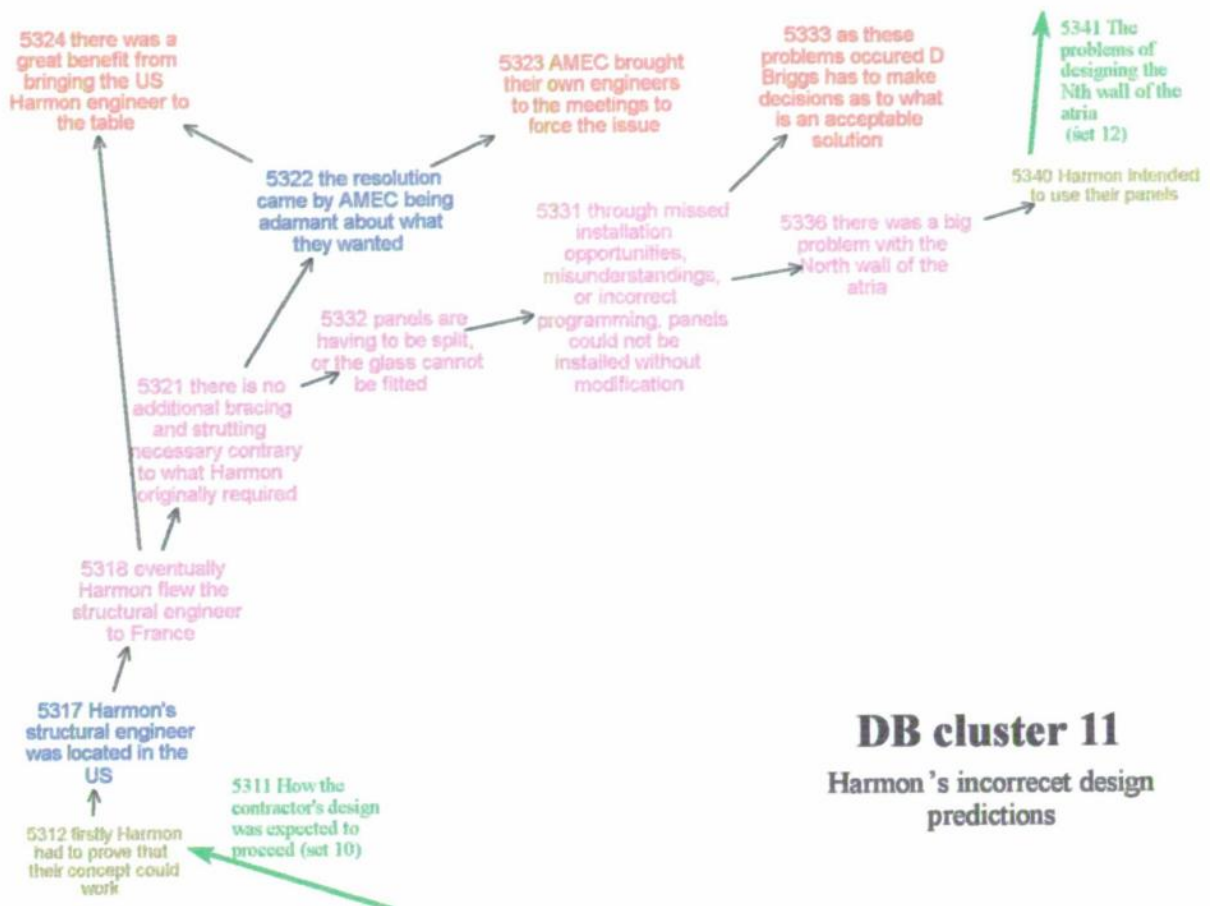 5324 there was a
great benefit from
bringing the US
Harmon engineer to
the table
5323 AMEC brought
their own engineers
to the meetings to
force the issue
5333 as these
problems occured D
Briggs has to make
decisions as to what
is an acceptable
solution
5341 The
problems of
designing the
Nth wall of the
atria
(set 12)
5322 the resolution
came by AMEC being
adamant about what
they wanted
5331 through missed
installation
opportunities,
misunderstandings,
or incorrect
programming, panels
could not be
installed without
modification
5336 there was a big
problem with the
North wall of the
atria
5340 Harmon intended
to use their panels
5332 panels are
having to be split,
or the glass cannot
be fitted
5321 there is no
additional bracing
and strutting
necessary contrary
to what Harmon
originally required
5318 eventually
Harmon flew the
structural engineer
to France
5317 Harmon's
structural engineer
was located in the
US
5311 How the
contractor's design
was expected to
proceed (set 10)
5312 firstly Harmon
had to prove that
their concept could
work
DB cluster 11
Harmon 's incorrecet design
predictions